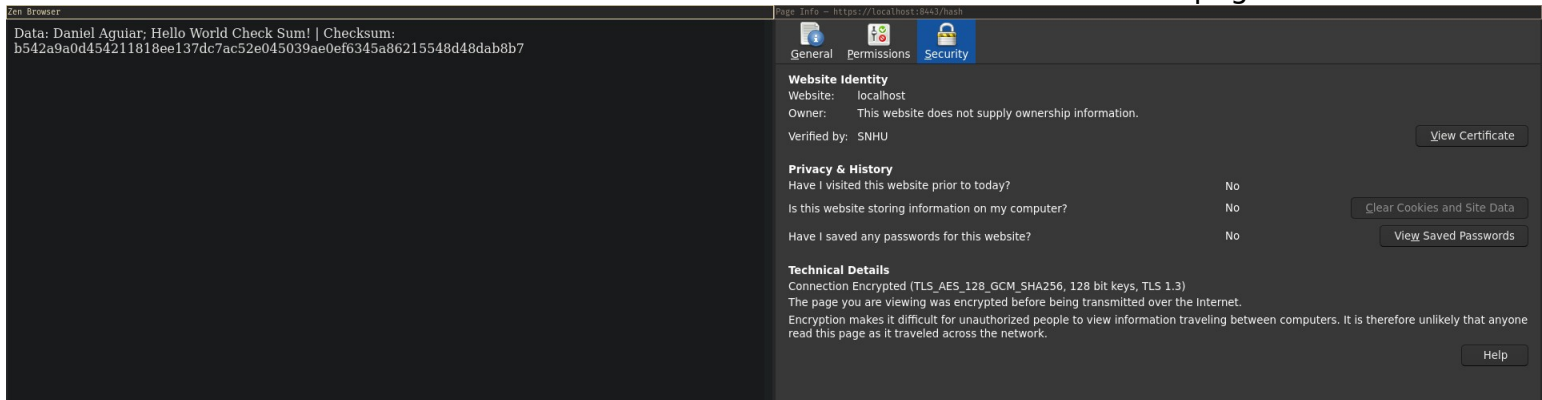 Zen Browser
Data: Daniel Aguiar; Hello World Check Sum! | Checksum:
b542a9a0d454211818ee137dc7ac52e045039ae0ef6345a86215548d48dab8b7
Page Info — https://localhost:8443/hash
General Permissions Security
Website Identity
Website: localhost
Owner: This website does not supply ownership information.
Verified by: SNHU View Certificate
Privacy & History
Have I visited this website prior to today? No
Is this website storing information on my computer? No Clear Cookies and Site Data
Have I saved any passwords for this website? No View Saved Passwords
Technical Details
Connection Encrypted (TLS_AES_128_GCM_SHA256, 128 bit keys, TLS 1.3)
The page you are viewing was encrypted before being transmitted over the Internet.
Encryption makes it difficult for unauthorized people to view information traveling between computers. It is therefore unlikely that anyone
read this page as it traveled across the network.
Help